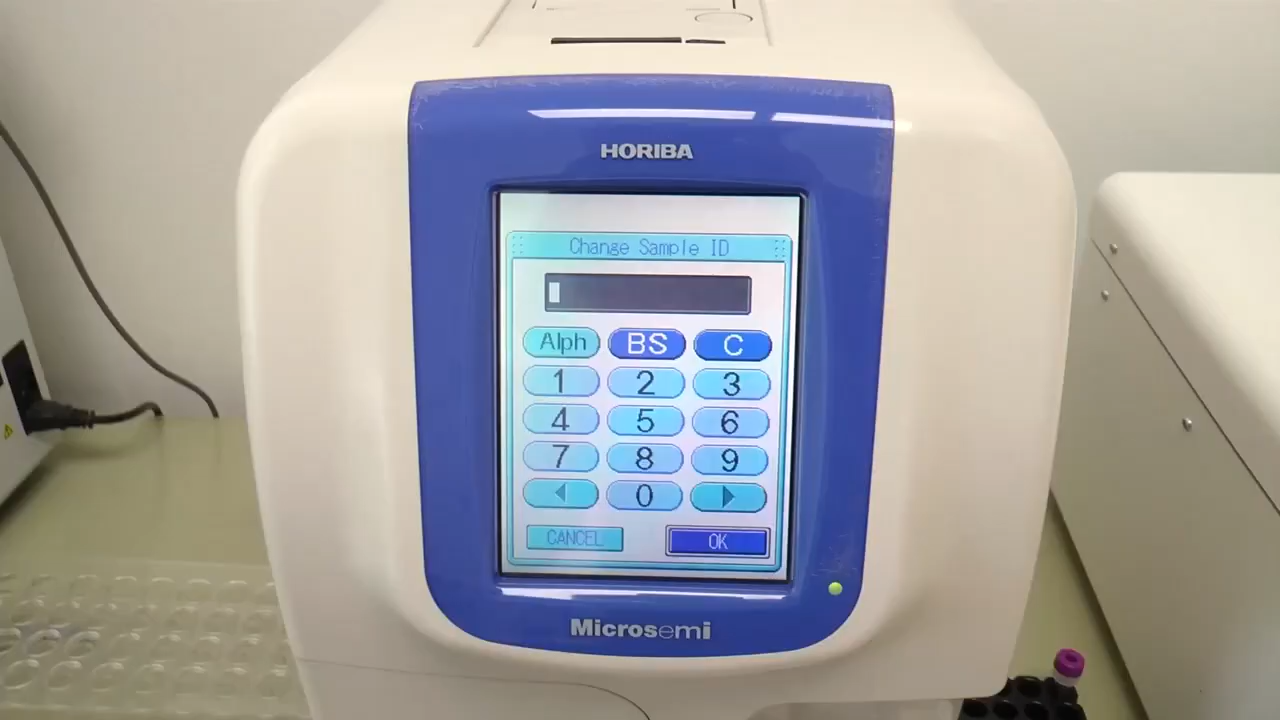 HORIBA
Change Sample ID
Alph BS C
1 2 3
4 5 6
7 8 9
0
CANCEL OK
Microsemi